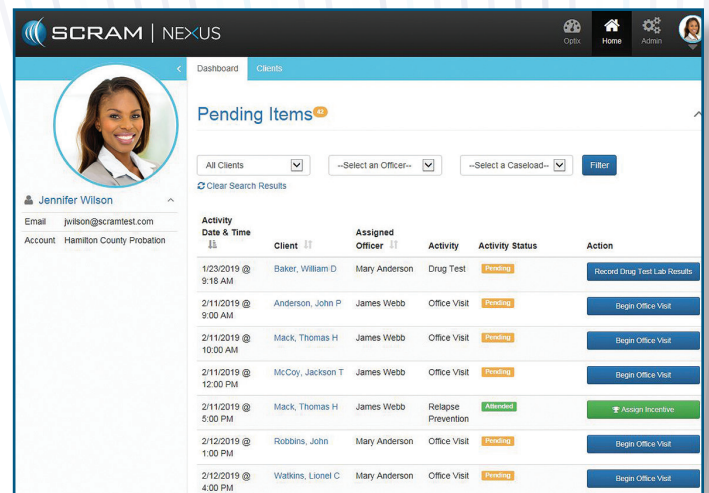 SCRAM | NEXUS
Optix
Home
Admin
Dashboard
Clients
Pending Items 42
All Clients
--Select an Officer--
--Select a Caseload--
Filter
Clear Search Results
Jennifer Wilson
Email jwilson@scramtest.com
Account Hamilton County Probation
Activity
Date & Time
Client
Assigned
Officer
Activity
Activity Status
Action
1/23/2019 @
9:18 AM
Baker, William D
Mary Anderson
Drug Test
Pending
Record Drug Test Lab Results
2/11/2019 @
9:00 AM
Anderson, John P
James Webb
Office Visit
Pending
Begin Office Visit
2/11/2019 @
10:00 AM
Mack, Thomas H
James Webb
Office Visit
Pending
Begin Office Visit
2/11/2019 @
12:00 PM
McCoy, Jackson T
James Webb
Office Visit
Pending
Begin Office Visit
2/11/2019 @
5:00 PM
Mack, Thomas H
James Webb
Relapse
Prevention
Attended
Assign Incentive
2/12/2019 @
1:00 PM
Robbins, John
Mary Anderson
Office Visit
Pending
Begin Office Visit
2/12/2019 @
4:00 PM
Watkins, Lionel C
Mary Anderson
Office Visit
Pending
Begin Office Visit